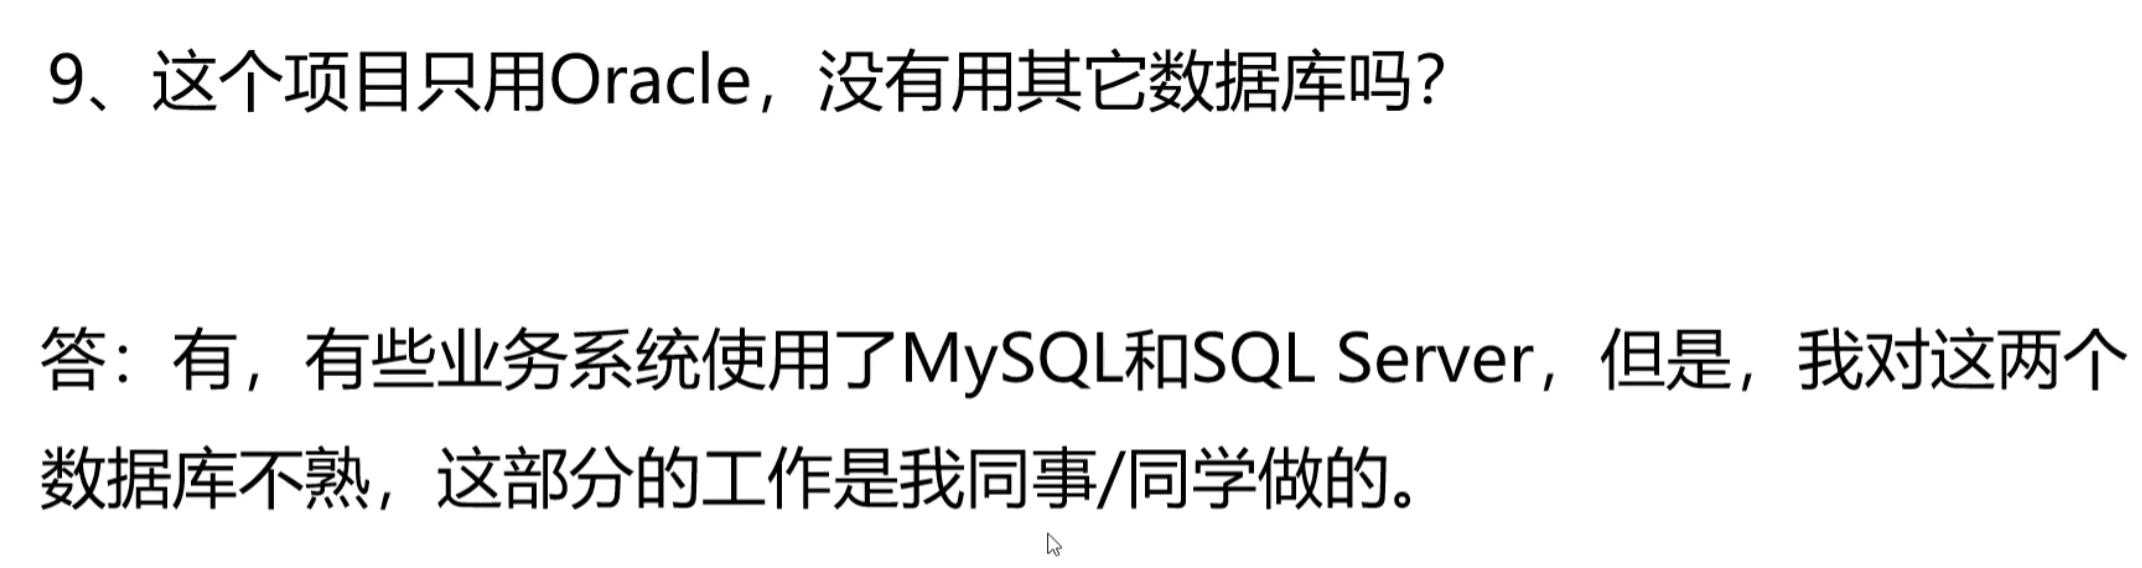 9、这个项目只用Oracle，没有用其它数据库吗？
答：有，有些业务系统使用了MySQL和SQL Server，但是，我对这两个
数据库不熟，这部分的工作是我同事/同学做的。